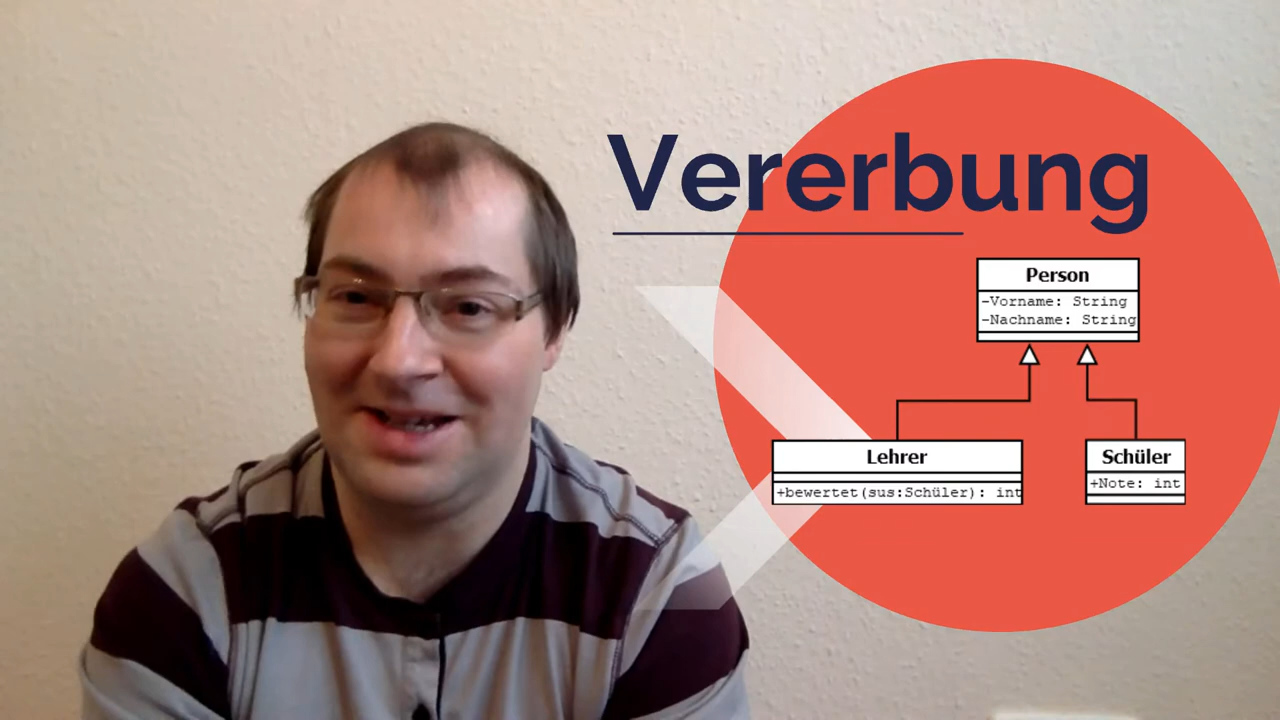 Vererbung
Person
-Vorname: String
-Nachname: String
Lehrer
+bewertet(sus:Schüler): int
Schüler
+Note: int